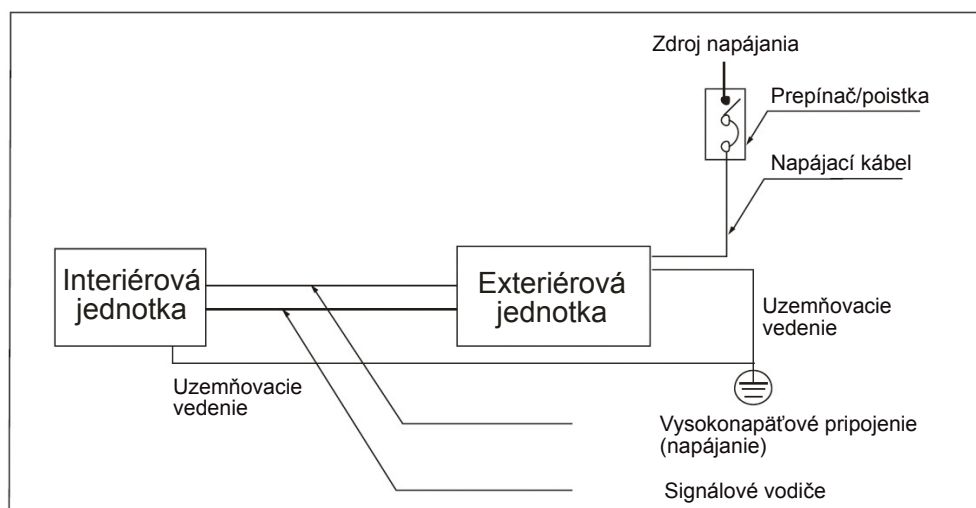 Zdroj napájania
Prepínač/poistka
Napájací kábel
Interiérová
jednotka
Exteriérová
jednotka
Uzemňovacie
vedenie
Uzemňovacie
vedenie
Vysokonapäťové pripojenie
(napájanie)
Signálové vodiče